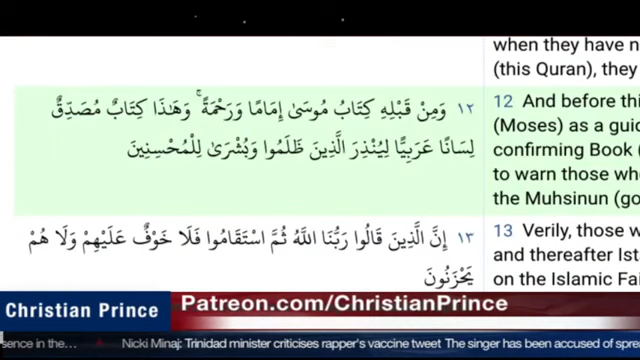 when they have n
(this Quran), they
١٢ وَمِنْ قَبْلِهِ كِتَابُ مُوسَىٰ إِمَامًا وَرَحْمَةً ۚ وَهَٰذَا كِتَابٌ مُصَدِّقٌ
لِسَانًا عَرَبِيًّا لِيُنْذِرَ الَّذِينَ ظَلَمُوا وَبُشْرَىٰ لِلْمُحْسِنِينَ
12 And before thi
(Moses) as a gui
confirming Book (
to warn those wh
the Muhsinun (go
١٣ إِنَّ الَّذِينَ قَالُوا رَبُّنَا اللَّهُ ثُمَّ اسْتَقَامُوا فَلَا خَوْفٌ عَلَيْهِمْ وَلَا هُمْ
يَحْزَنُونَ
13 Verily, those w
and thereafter Ista
on the Islamic Fai
Christian Prince
Patreon.com/ChristianPrince
sence in the...
Nicki Minaj: Trinidad minister criticises rapper's vaccine tweet The singer has been accused of spre